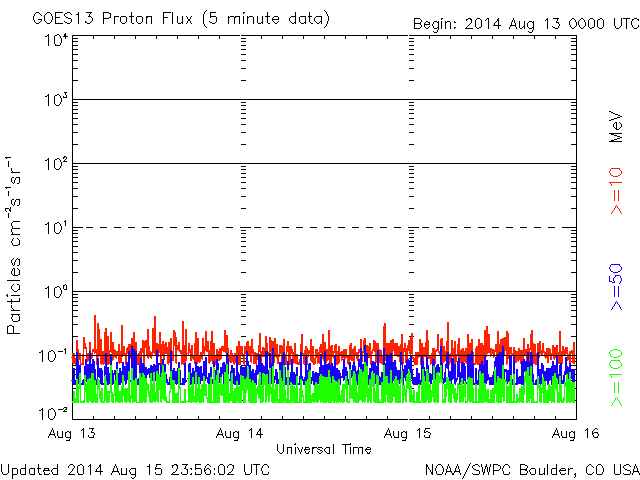 GOES13 Proton Flux (5 minute data)
Begin: 2014 Aug 13 0000 UTC
Particles cm⁻²s⁻¹sr⁻¹
10⁴
10³
10²
10¹
10⁰
10⁻¹
10⁻²
Aug 13
Aug 14
Aug 15
Aug 16
Universal Time
MeV
>=10
>=50
>=100
Updated 2014 Aug 15 23:56:02 UTC
NOAA/SWPC Boulder, CO USA